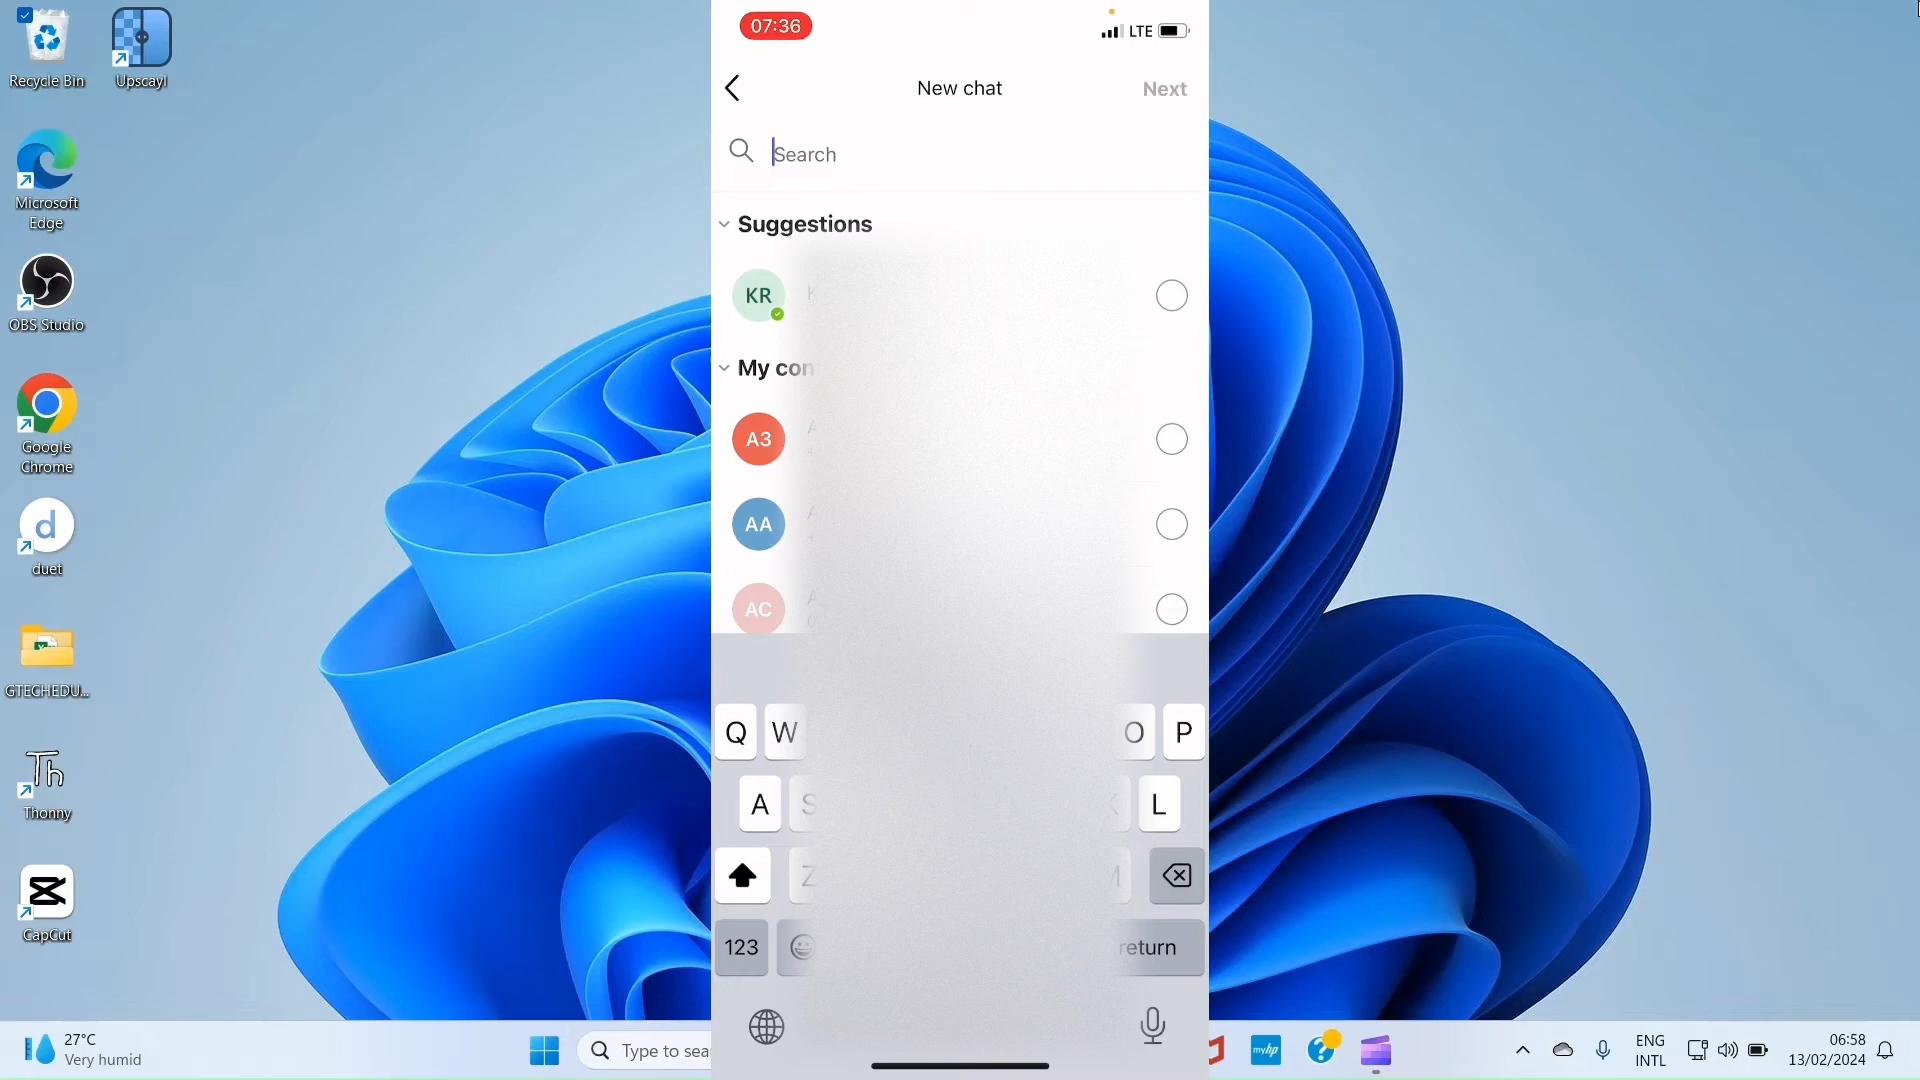 Recycle Bin
Upscayl
Microsoft
Edge
OBS Studio
Google
Chrome
d
duet
GTECHEDU...
Th
Thonny
CapCut
07:36
LTE
New chat
Next
Search
Suggestions
KR
My con
A3
AA
AC
Q W O P
A S K L
Z M
123 return
27°C
Very humid
Type to sea
myhp
?
ENG
INTL
06:58
13/02/2024